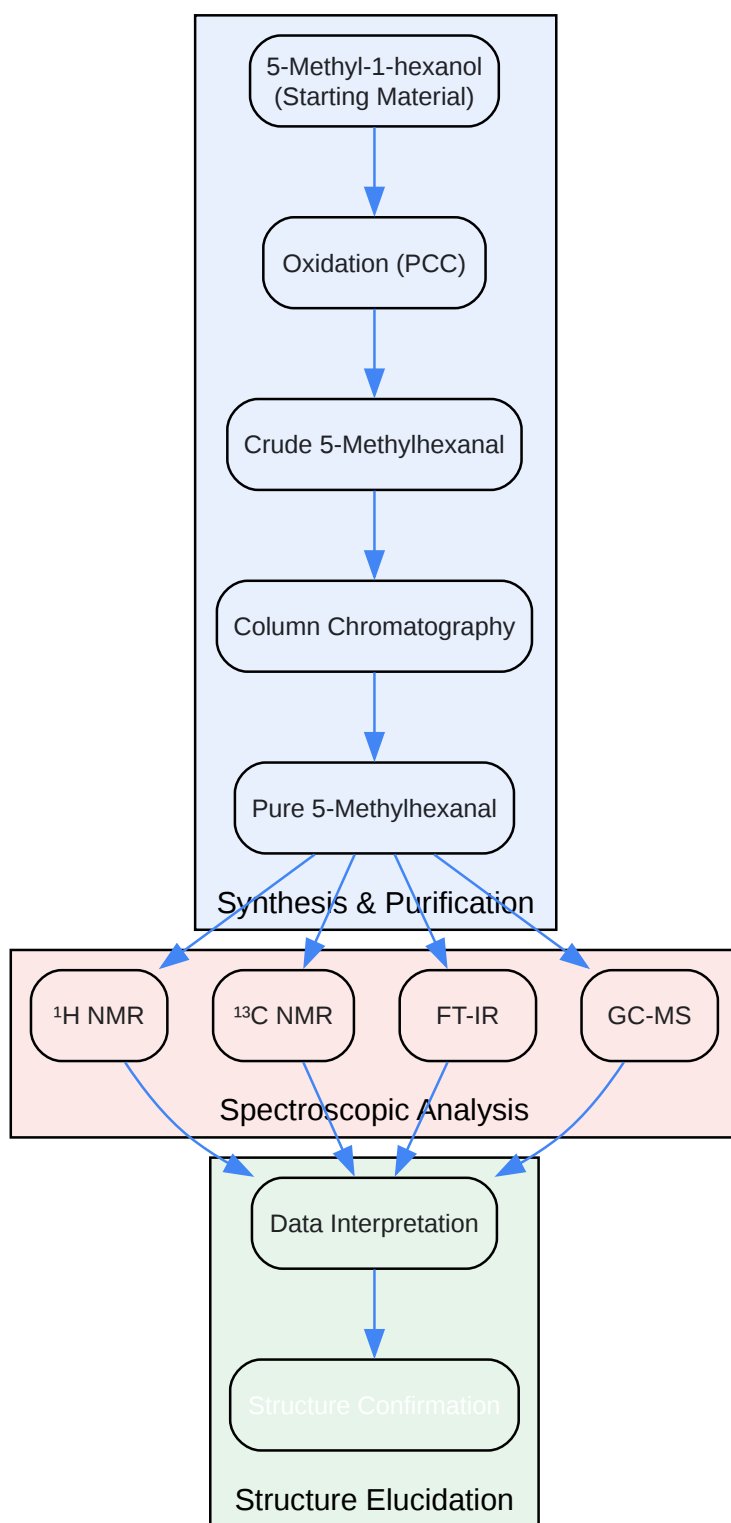 5-Methyl-1-hexanol
(Starting Material)
Oxidation (PCC)
Crude 5-Methylhexanal
Column Chromatography
Pure 5-Methylhexanal
Synthesis & Purification
¹H NMR
¹³C NMR
FT-IR
GC-MS
Spectroscopic Analysis
Data Interpretation
Structure Confirmation
Structure Elucidation